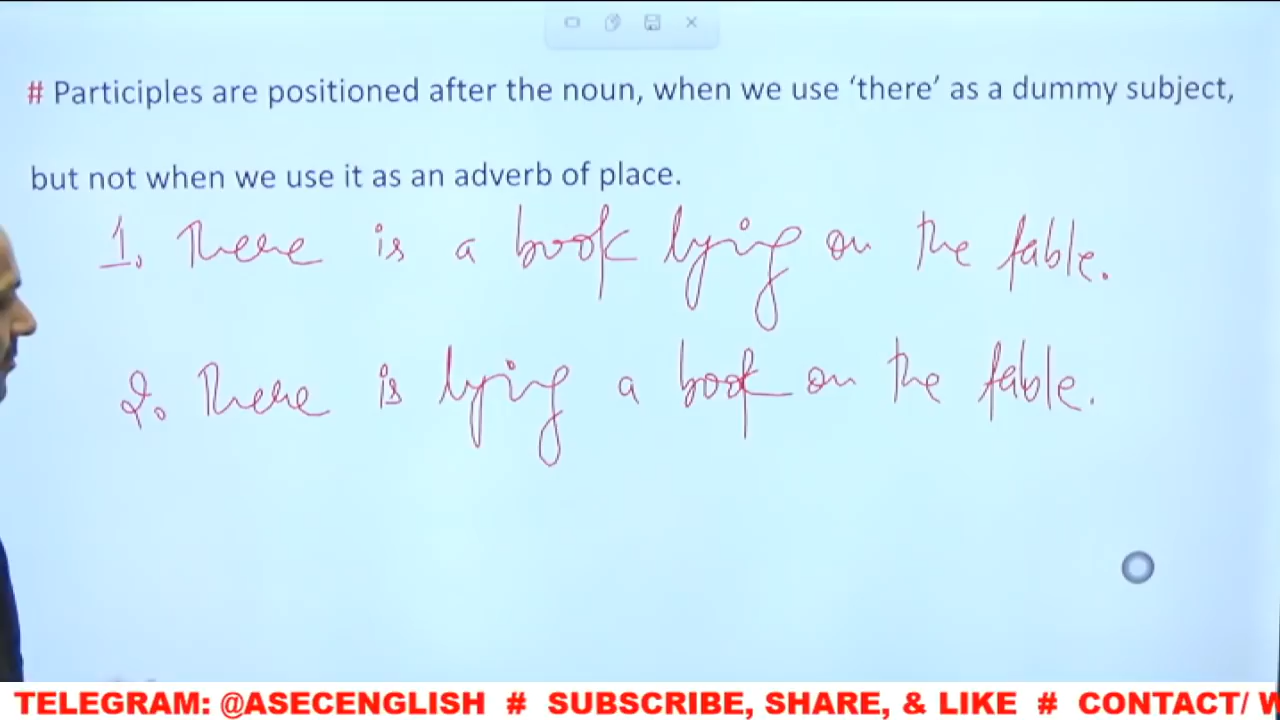 # Participles are positioned after the noun, when we use ‘there’ as a dummy subject,
but not when we use it as an adverb of place.
1. There is a book lying on the table.
2. There is lying a book on the table.
TELEGRAM: @ASECENGLISH # SUBSCRIBE, SHARE, & LIKE # CONTACT/ W